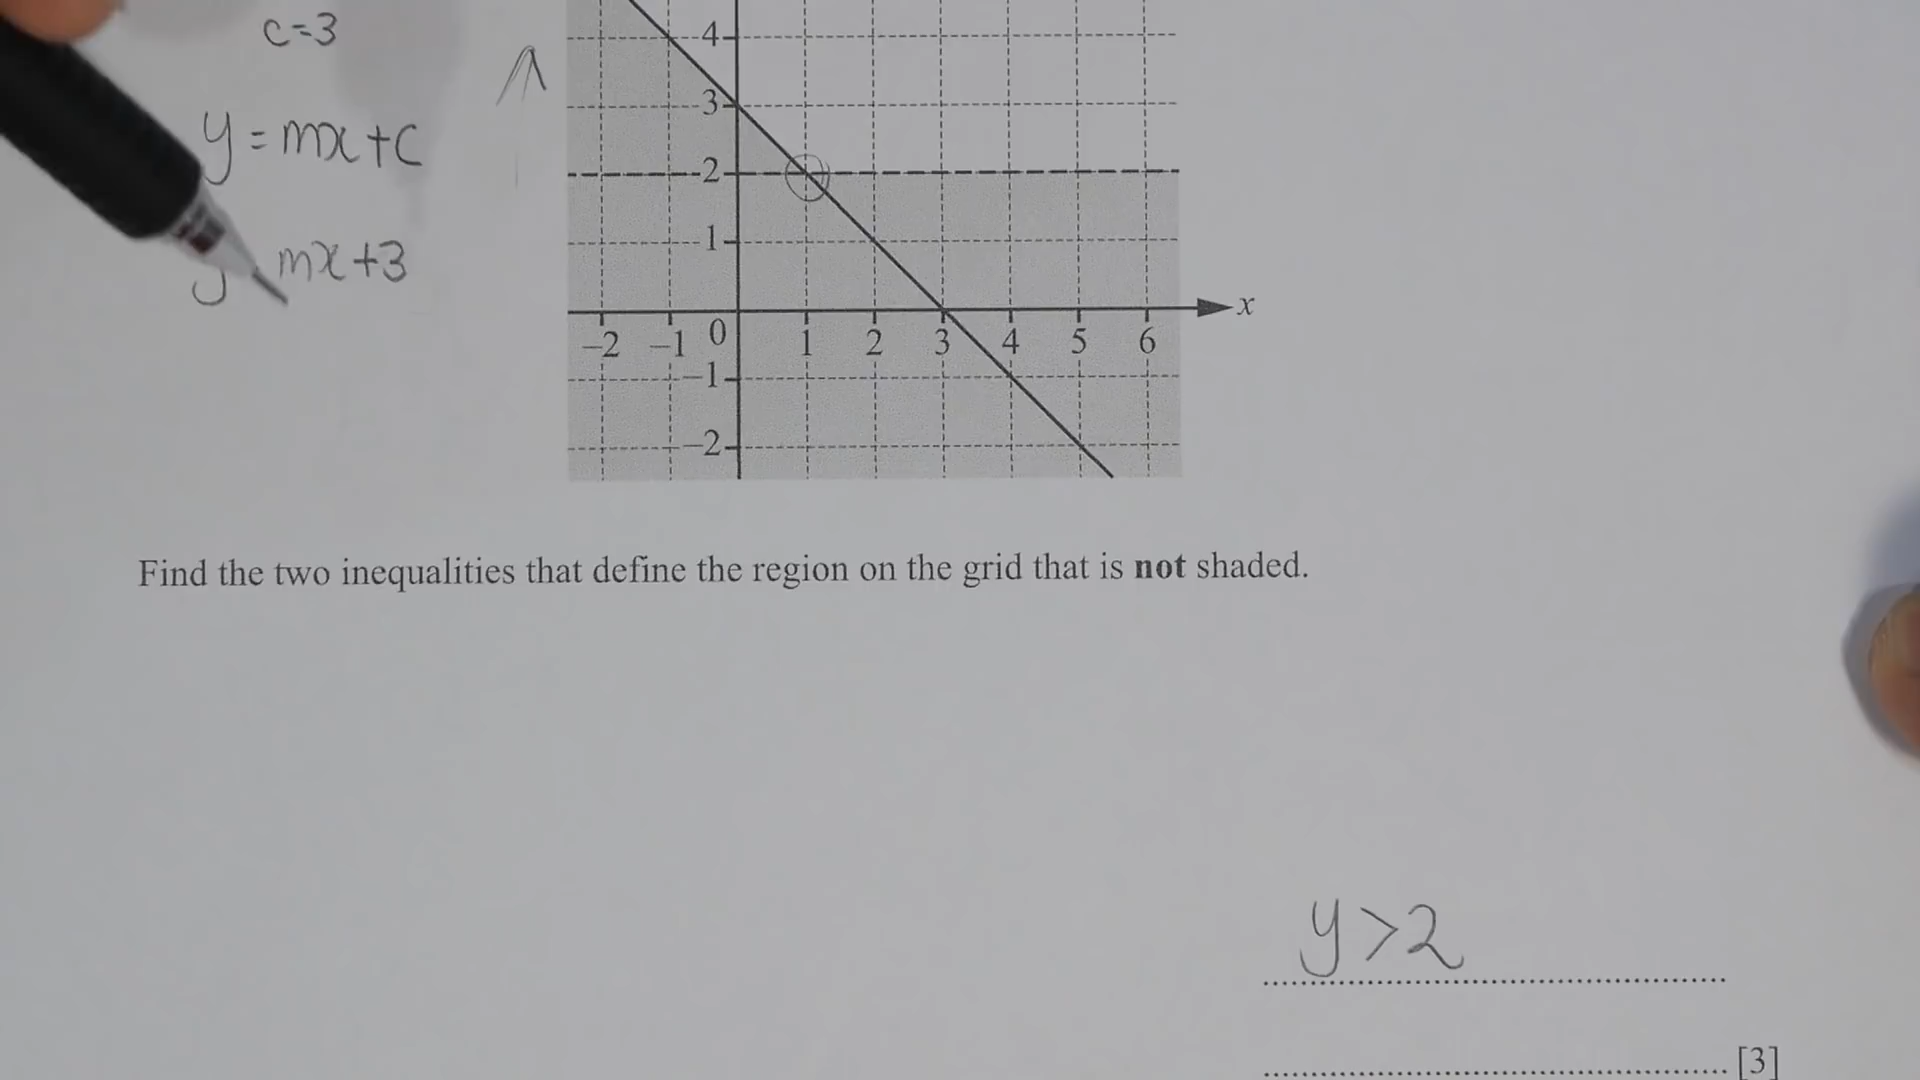 c=3
y=mx+c
mx+3
4
3
2
1
x
-2 -1 0 1 2 3 4 5 6
-1
-2
Find the two inequalities that define the region on the grid that is not shaded.
y>2
[3]